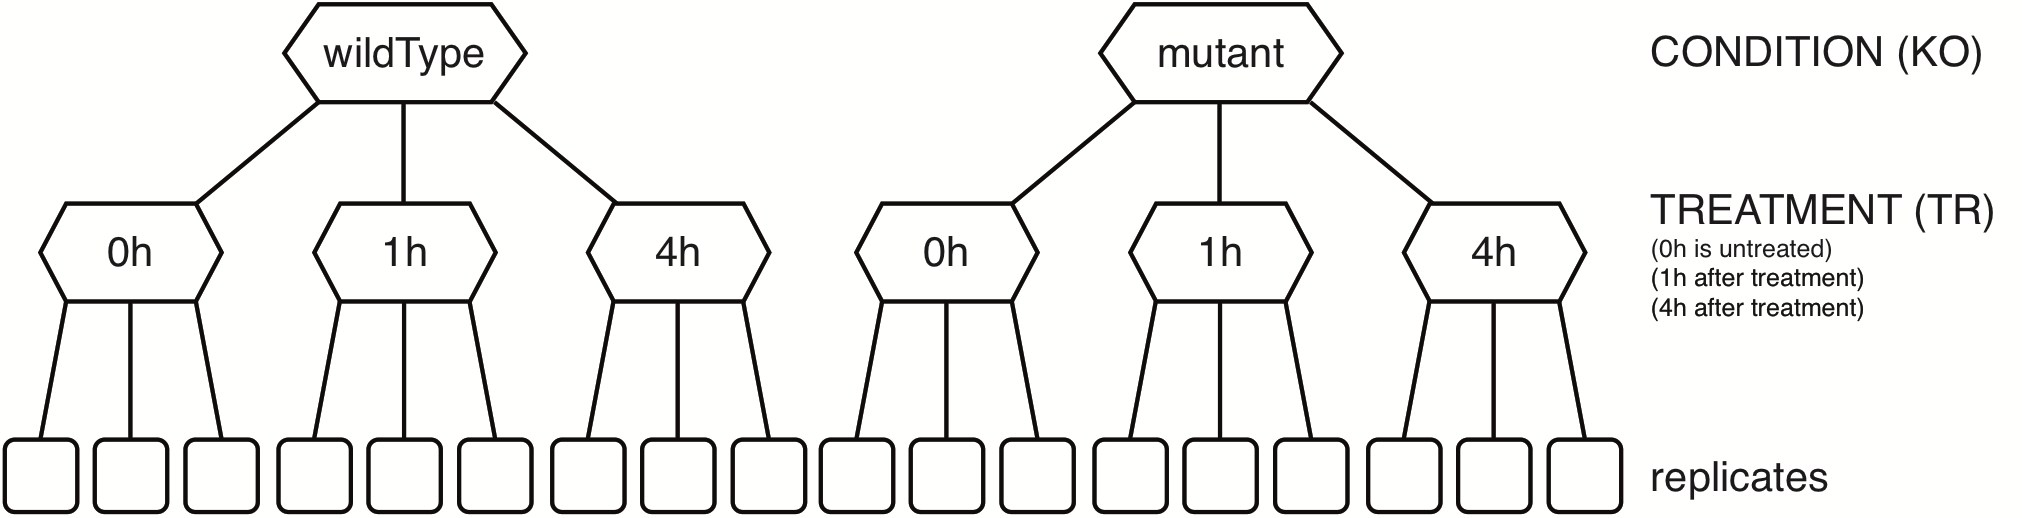 wildType
mutant
CONDITION (KO)
0h
1h
4h
0h
1h
4h
TREATMENT (TR)
(0h is untreated)
(1h after treatment)
(4h after treatment)
replicates